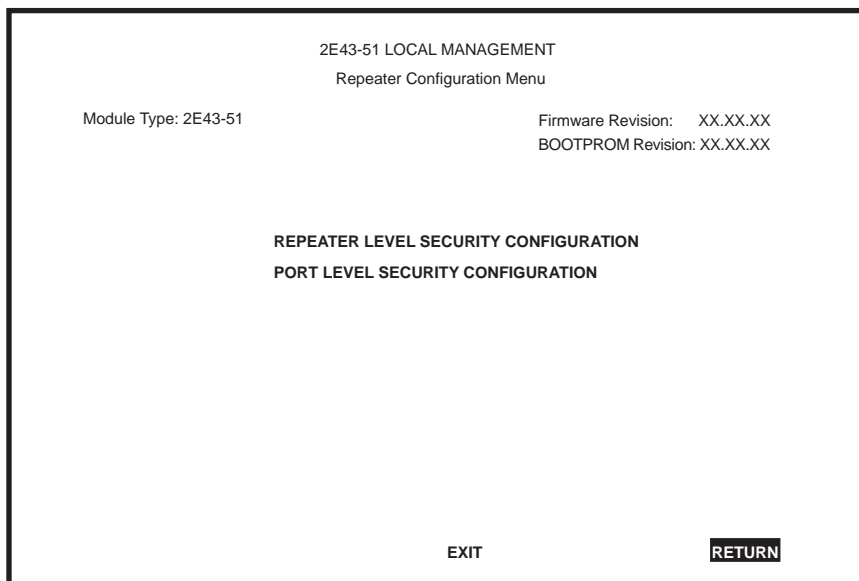 2E43-51 LOCAL MANAGEMENT
Repeater Configuration Menu
Module Type: 2E43-51
Firmware Revision: XX.XX.XX
BOOTPROM Revision: XX.XX.XX
REPEATER LEVEL SECURITY CONFIGURATION
PORT LEVEL SECURITY CONFIGURATION
EXIT
RETURN